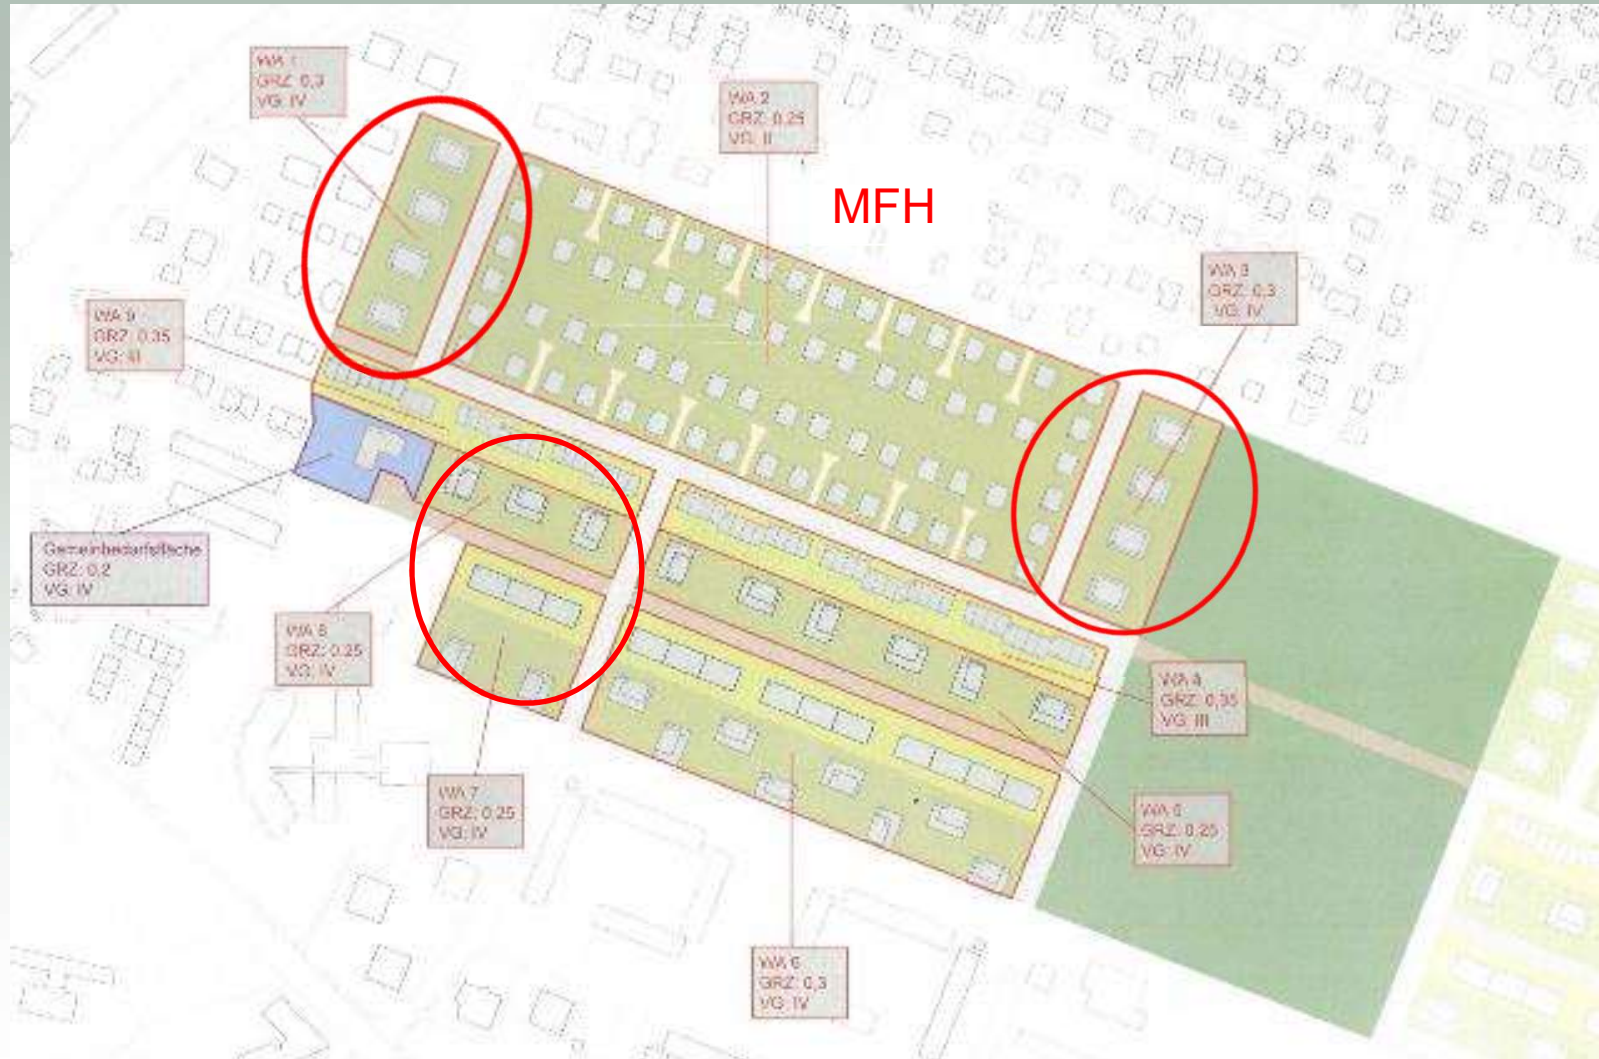 WA 1
GRZ: 0,3
VG: IV
WA 2
GRZ: 0,25
VG: II
MFH
WA 3
GRZ: 0,3
VG: IV
WA 9
GRZ: 0,35
VG: III
Gemeinbedarfsfläche
GRZ: 0,2
VG: IV
WA 8
GRZ: 0,25
VG: IV
WA 4
GRZ: 0,35
VG: III
WA 7
GRZ: 0,25
VG: IV
WA 5
GRZ: 0,25
VG: IV
WA 6
GRZ: 0,3
VG: IV